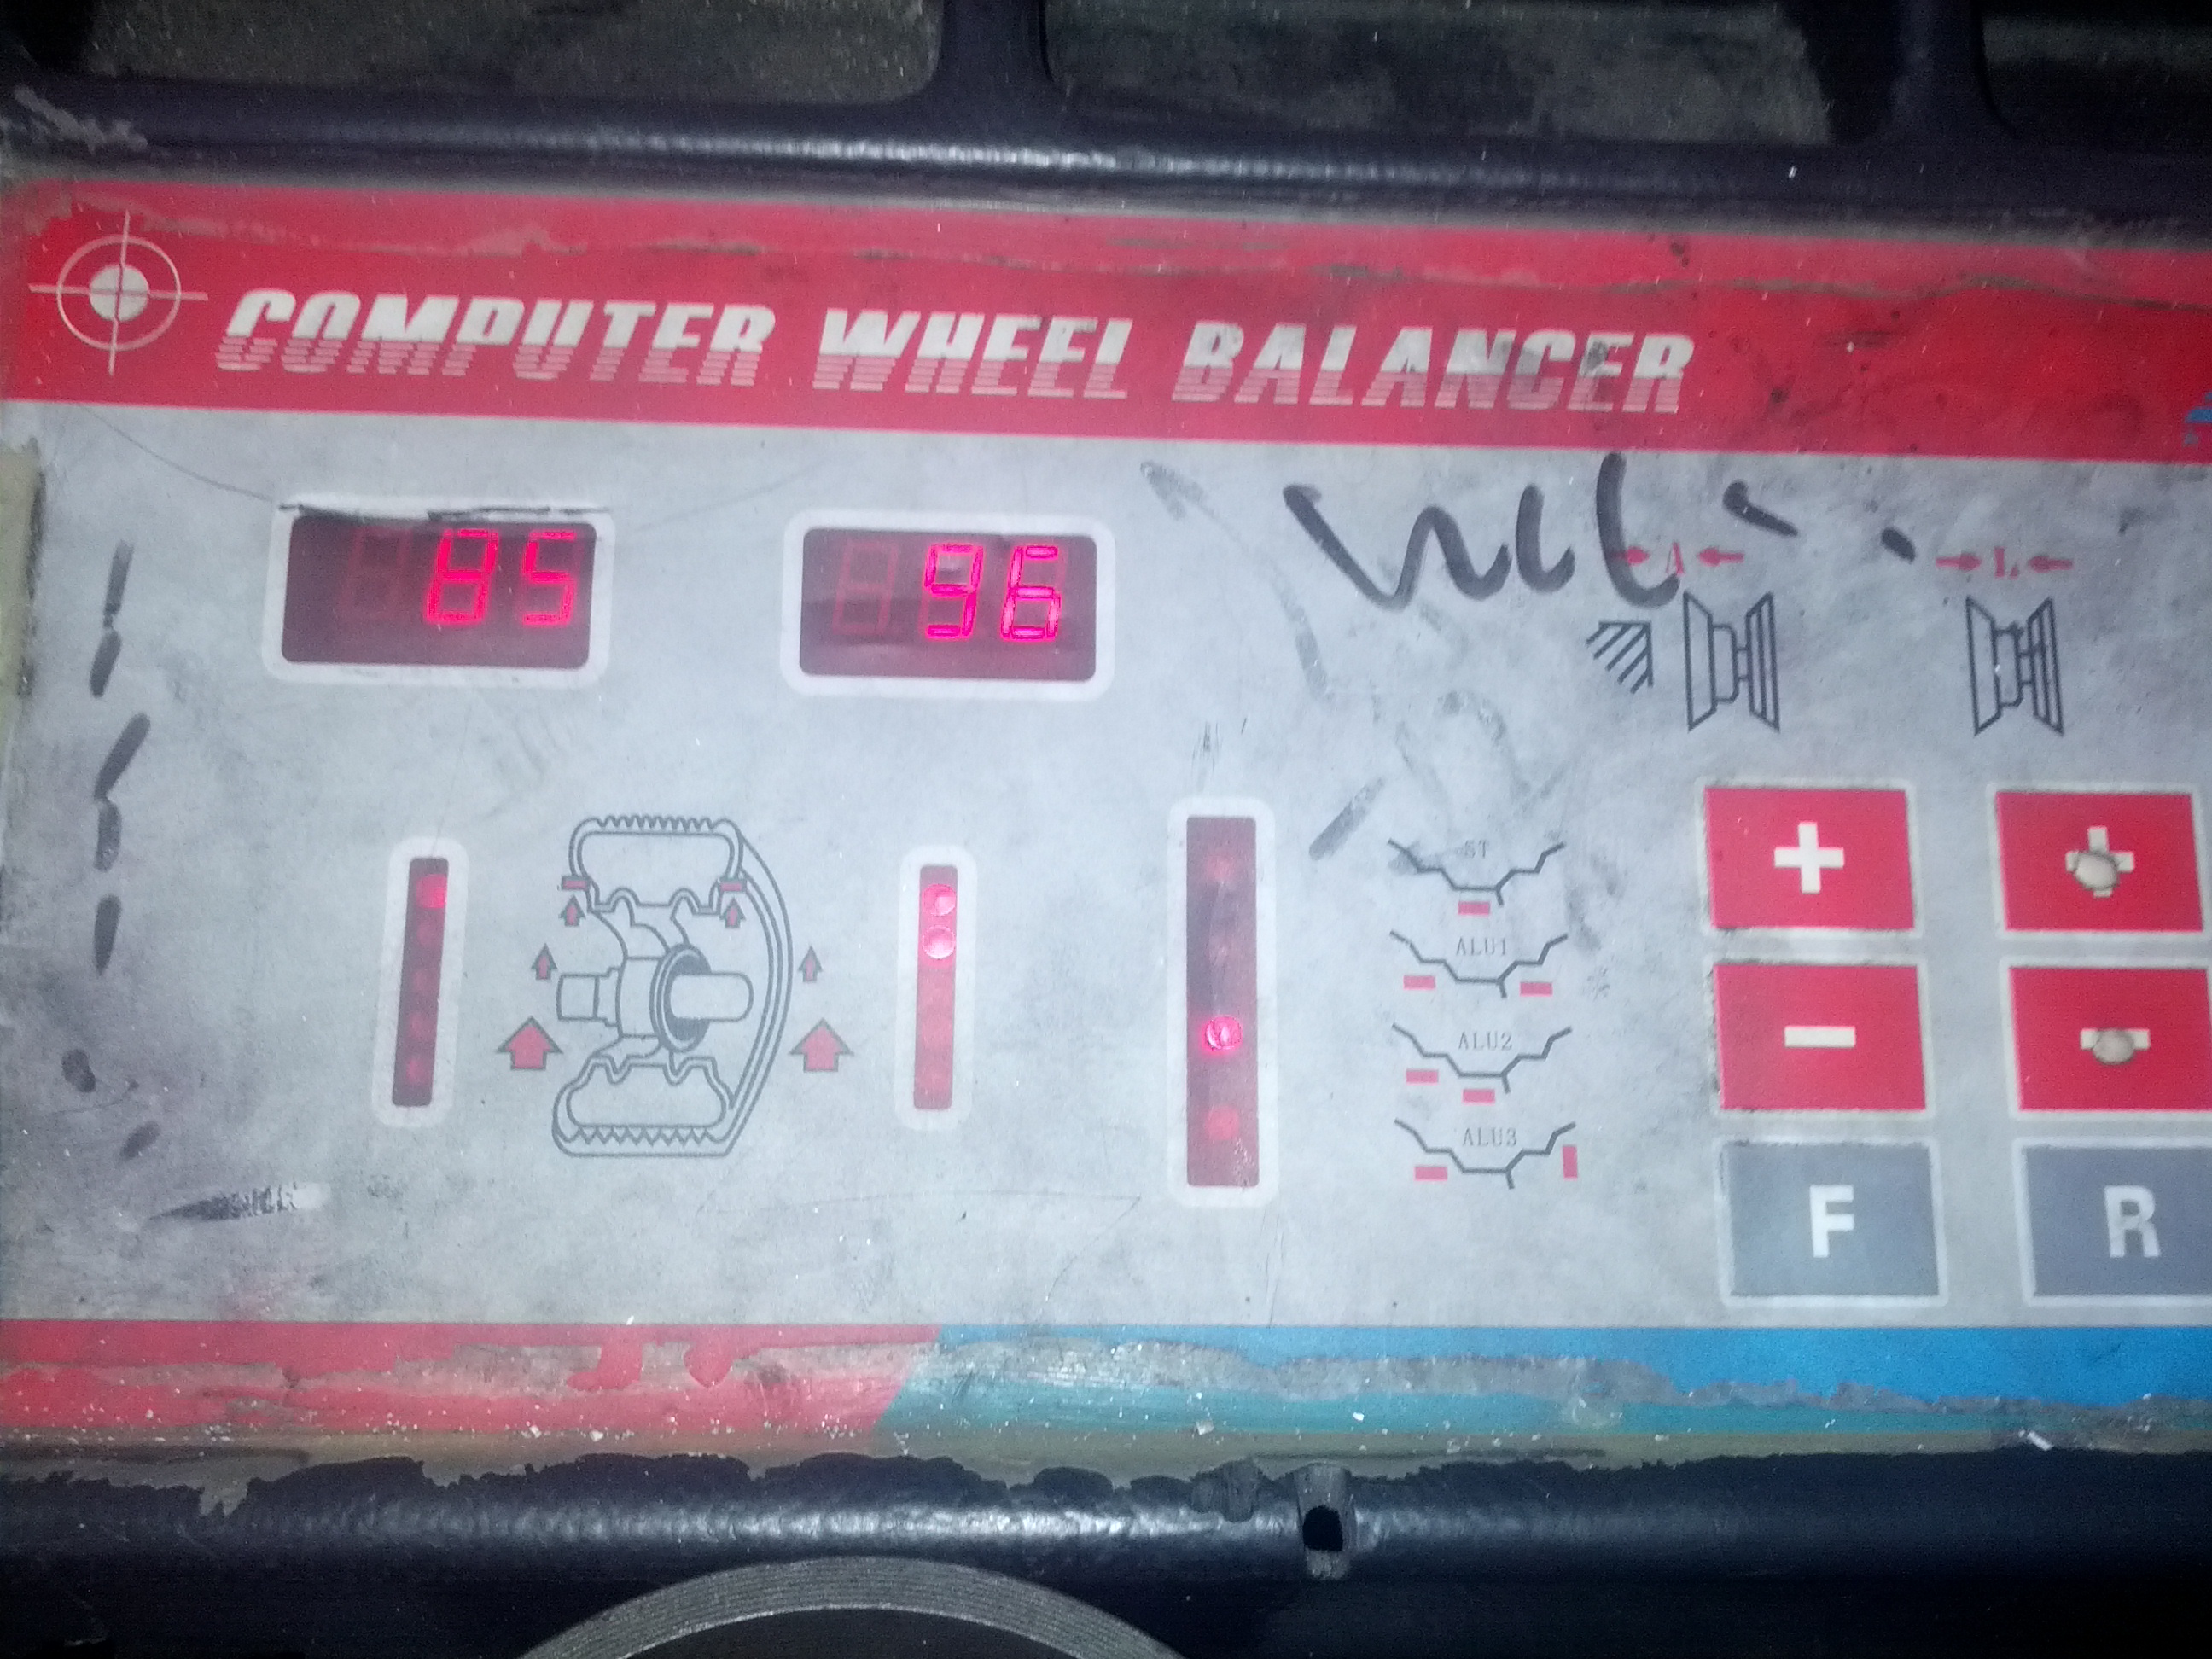 COMPUTER WHEEL BALANCER
85 96
A L
ST
ALU1
ALU2
ALU3
+ +
- -
F R